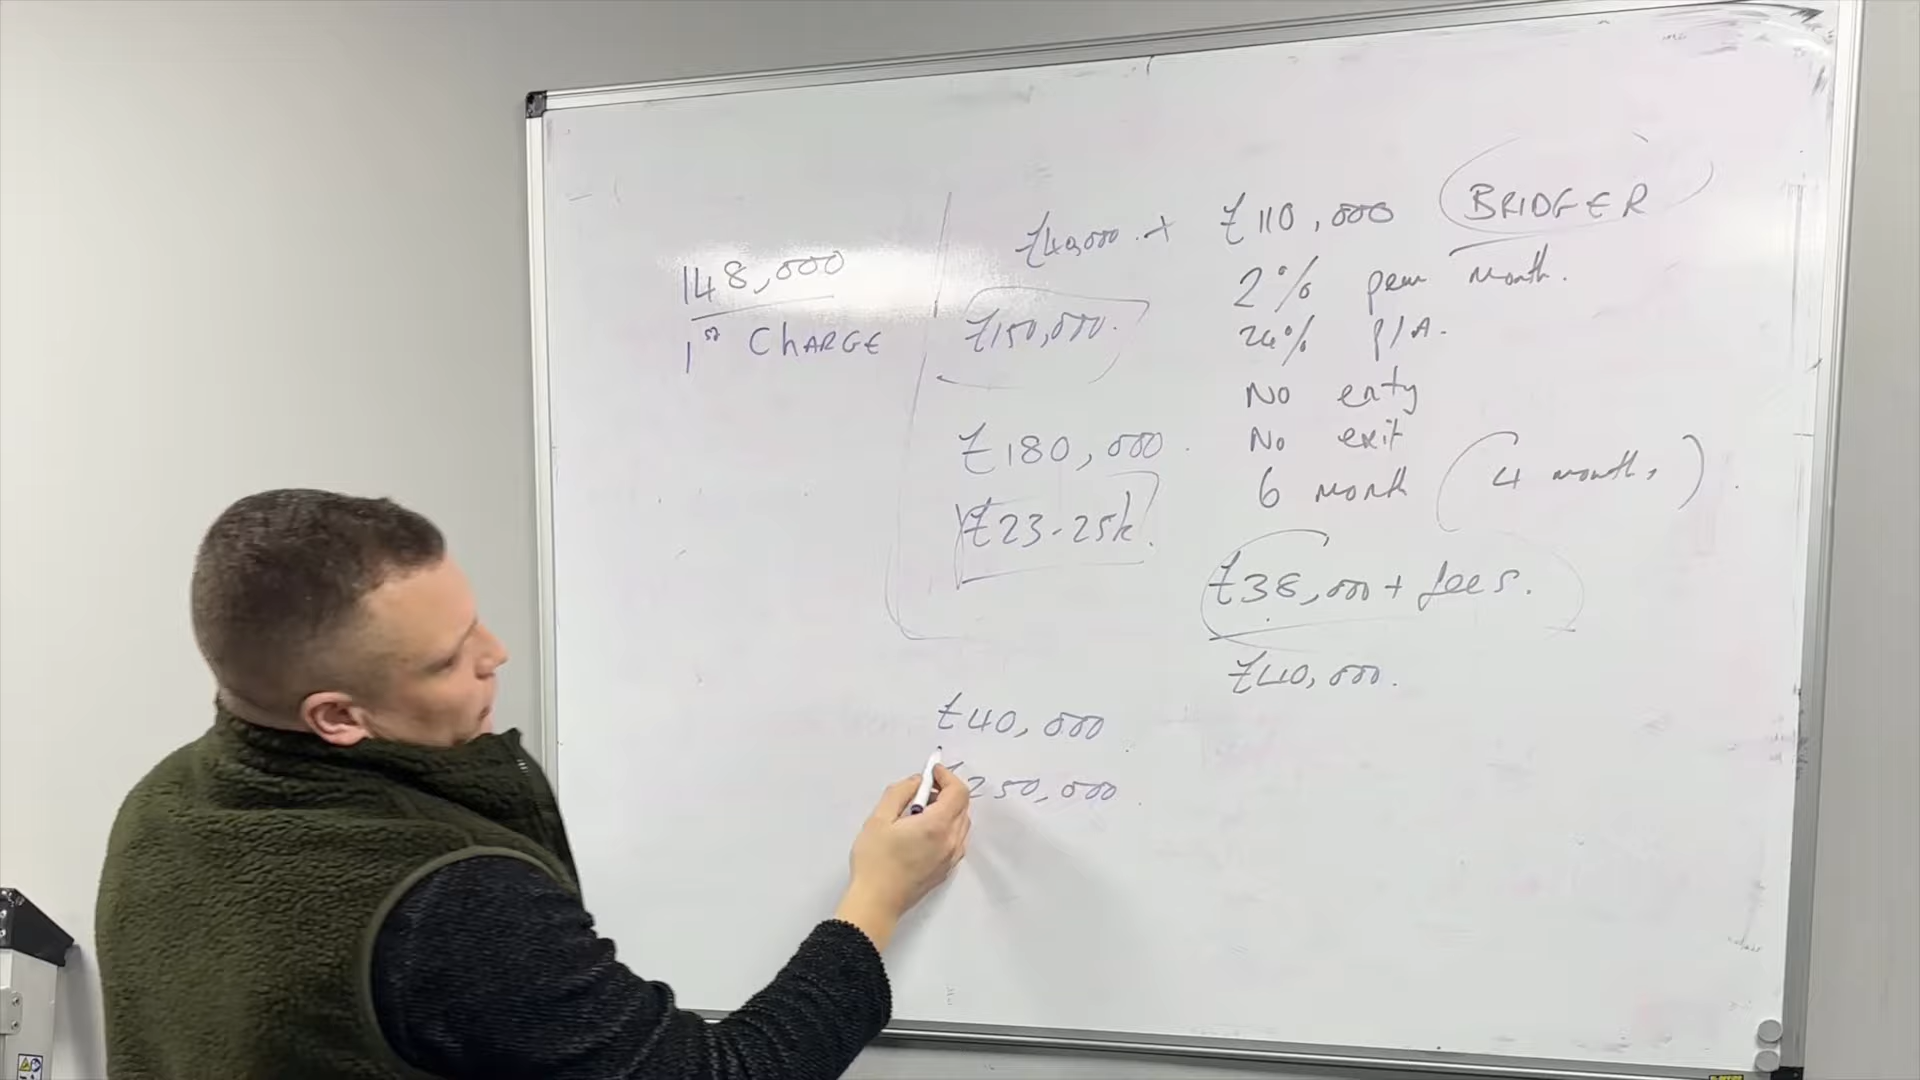 148,000
1st ChARGE
£40,000 + £110,000 BRIDGER
£150,000.
2% per month.
24% P/A.
No enty
No exit
£180,000.
6 month (4 months)
£23-25k.
£38,000 + fees.
£40,000.
£40,000
£250,000.